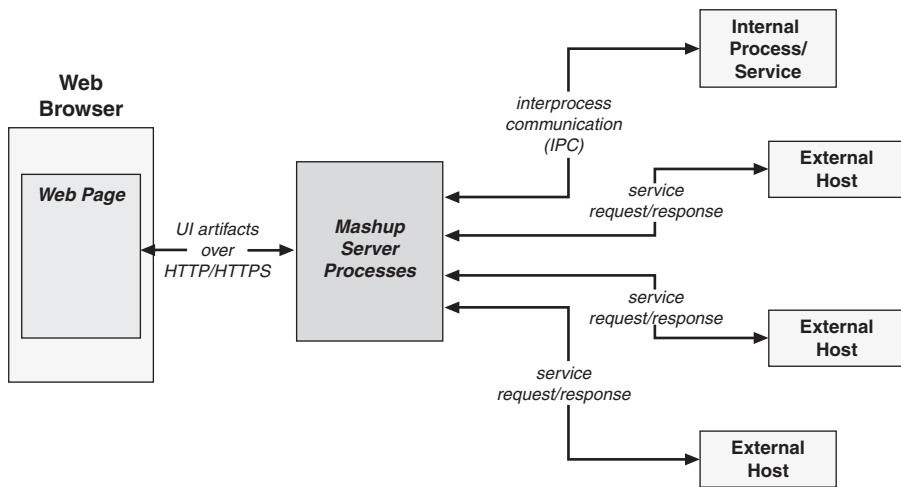 Web
Browser
Web Page
UI artifacts
over
HTTP/HTTPS
Mashup
Server
Processes
interprocess
communication
(IPC)
Internal
Process/
Service
service
request/response
External
Host
service
request/response
External
Host
service
request/response
External
Host